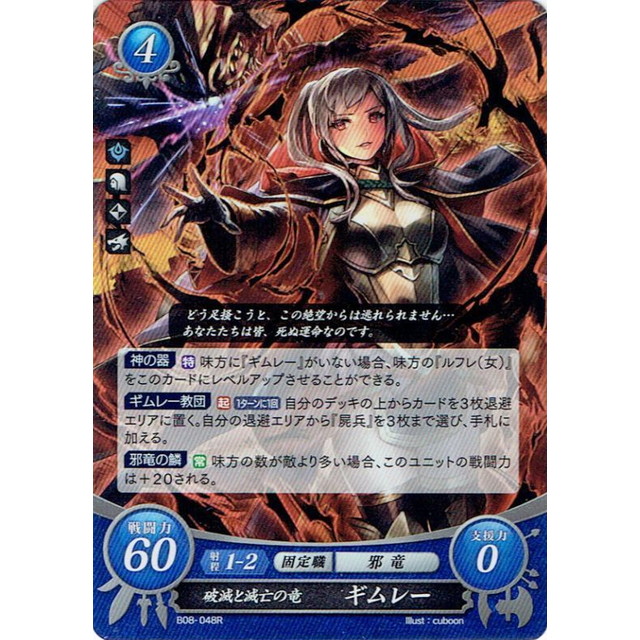 4
どう足掻こうと、この絶望からは逃れられません…
あなたたちは皆、死ぬ運命なのです。
神の器 特 味方に『ギムレー』がいない場合、味方の『ルフレ（女）』
をこのカードにレベルアップさせることができる。
ギムレー教団 起 1ターンに1回 自分のデッキの上からカードを3枚退避
エリアに置く。自分の退避エリアから『屍兵』を3枚まで選び、手札
に加える。
邪竜の鱗 常 味方の数が敵より多い場合、このユニットの戦闘力
は＋20される。
戦闘力
60
射程 1-2 固定職 邪竜
支援力
0
破滅と滅亡の竜 ギムレー
B08-048R
Illust : cuboon